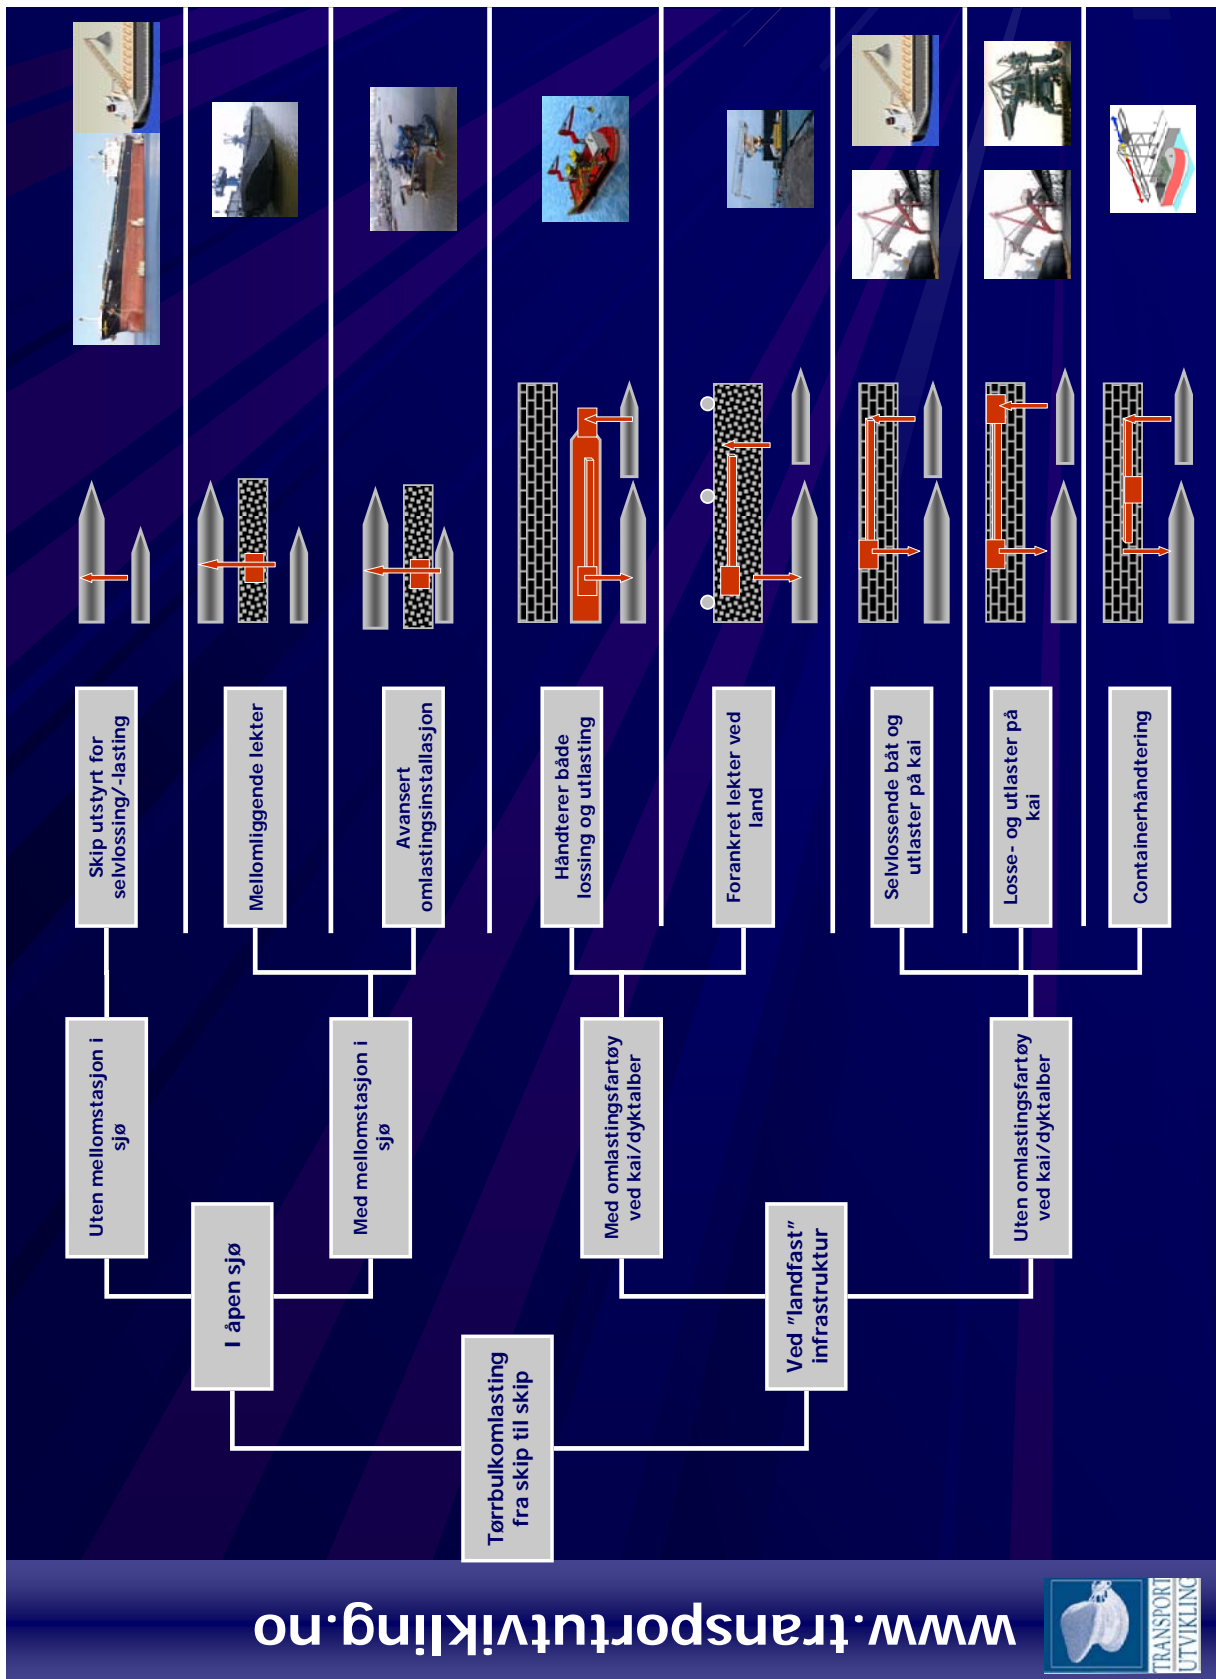 Tørrbulkomlasting
fra skip til skip
I åpen sjø
Ved ”landfast”
infrastruktur
Uten mellomstasjon i
sjø
Med mellomstasjon i
sjø
Med omlastingsfartøy
ved kai/dyktalber
Uten omlastingsfartøy
ved kai/dyktalber
Skip utstyrt for
selvlossing/-lasting
Mellomliggende lekter
Avansert
omlastingsinstallasjon
Håndterer både
lossing og utlasting
Forankret lekter ved
land
Selvlossende båt og
utlaster på kai
Losse- og utlaster på
kai
Containerhåndtering
www.transportutvikling.no
TRANSPORT
UTVIKLING